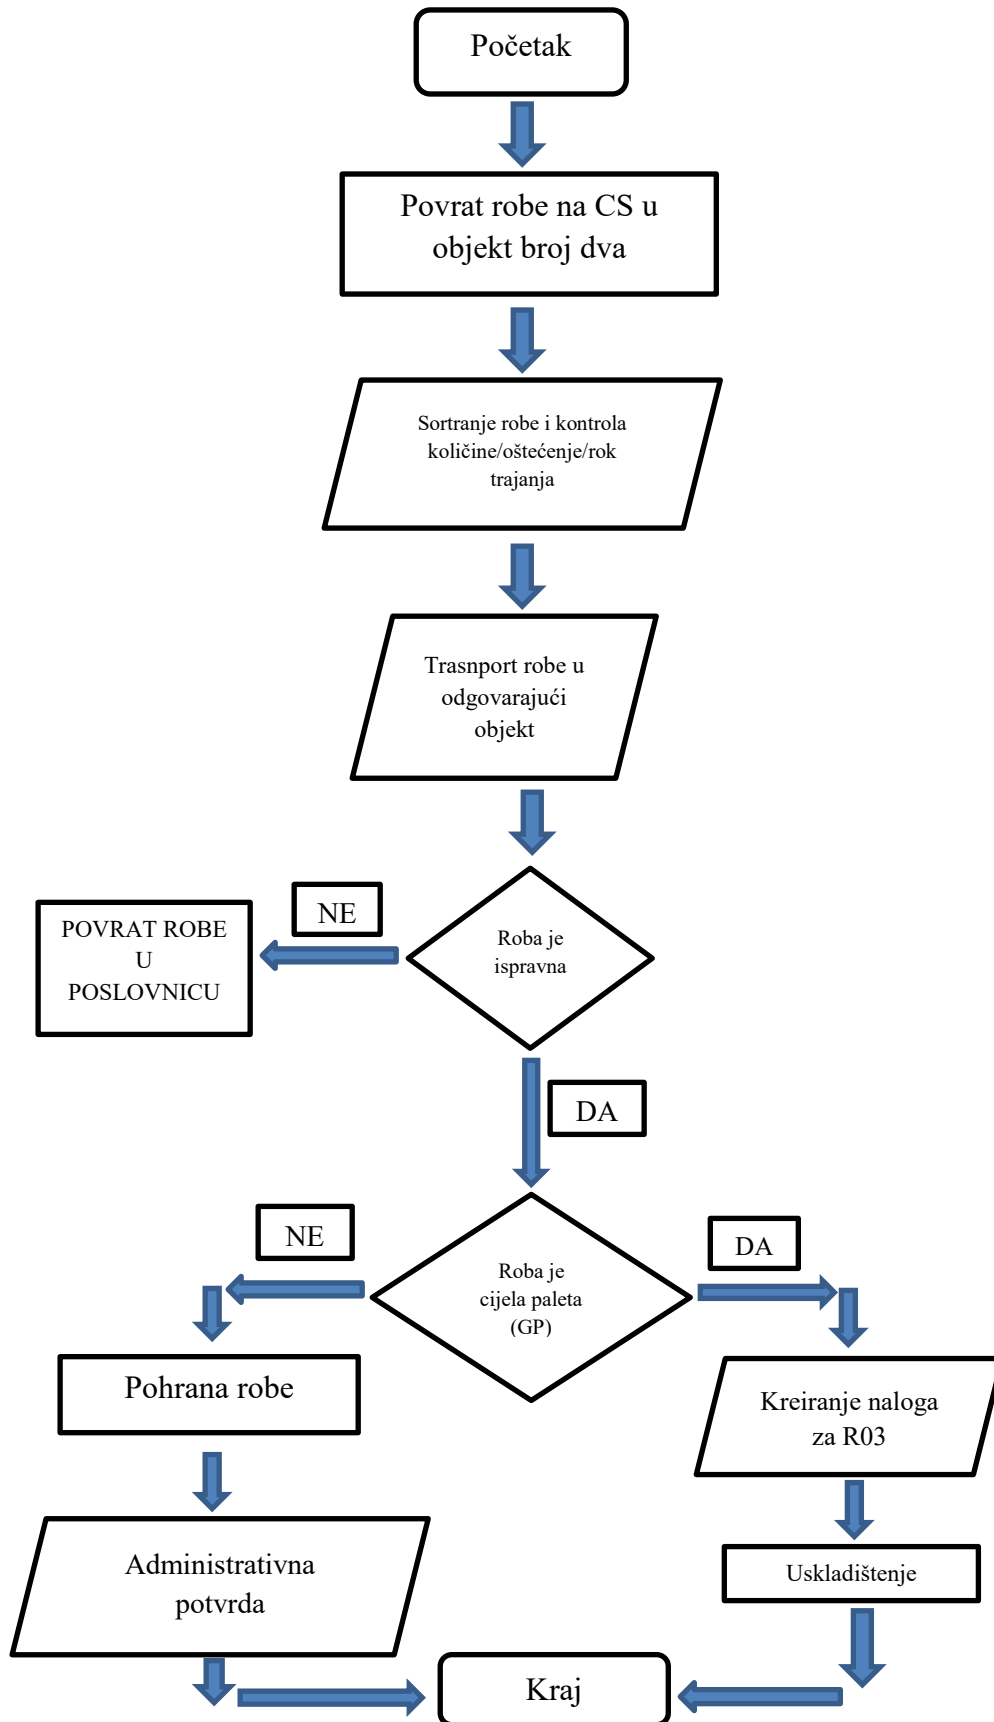 Početak
Povrat robe na CS u
objekt broj dva
Sortranje robe i kontrola
količine/oštećenje/rok
trajanja
Trasnport robe u
odgovarajući
objekt
Roba je
ispravna
NE
POVRAT ROBE
U
POSLOVNICU
DA
Roba je
cijela paleta
(GP)
NE
DA
Pohrana robe
Kreiranje naloga
za R03
Administrativna
potvrda
Uskladištenje
Kraj